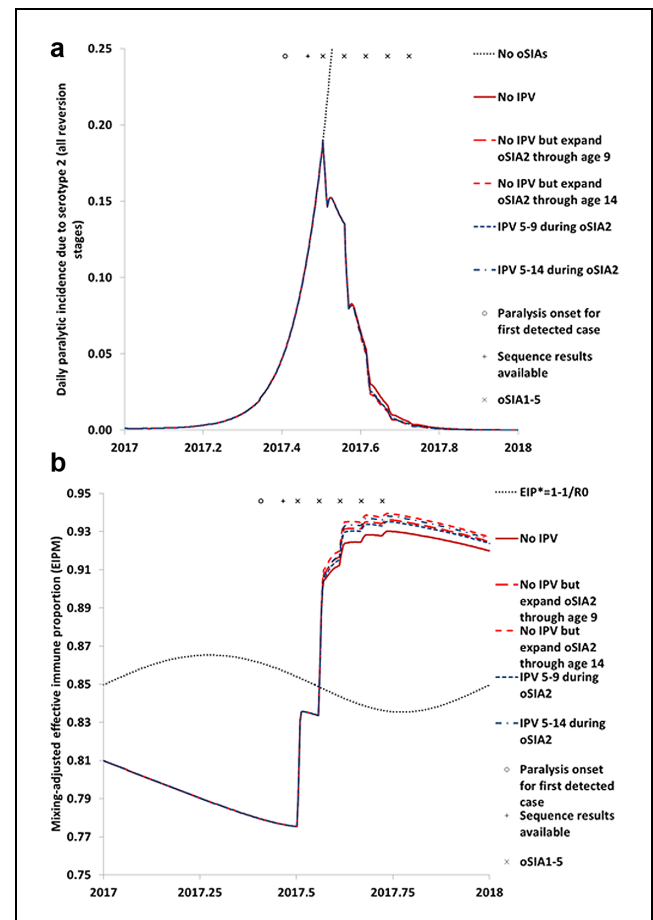 a
Daily paralytic incidence due to serotype 2 (all reversion
stages)
0.25
0.20
0.15
0.10
0.05
0.00
2017
2017.2
2017.4
2017.6
2017.8
2018
No oSIAs
No IPV
No IPV but expand
oSIA2 through age 9
No IPV but expand
oSIA2 through age 14
IPV 5-9 during oSIA2
IPV 5-14 during oSIA2
Paralysis onset for
first detected case
Sequence results
available
oSIA1-5
b
Mixing-adjusted effective immune proportion (EIPM)
0.95
0.93
0.91
0.89
0.87
0.85
0.83
0.81
0.79
0.77
0.75
2017
2017.25
2017.5
2017.75
2018
EIP*=1-1/R0
No IPV
No IPV but
expand oSIA2
through age 9
No IPV but
expand oSIA2
through age 14
IPV 5-9 during
oSIA2
IPV 5-14 during
oSIA2
Paralysis onset
for first detected
case
Sequence results
available
oSIA1-5